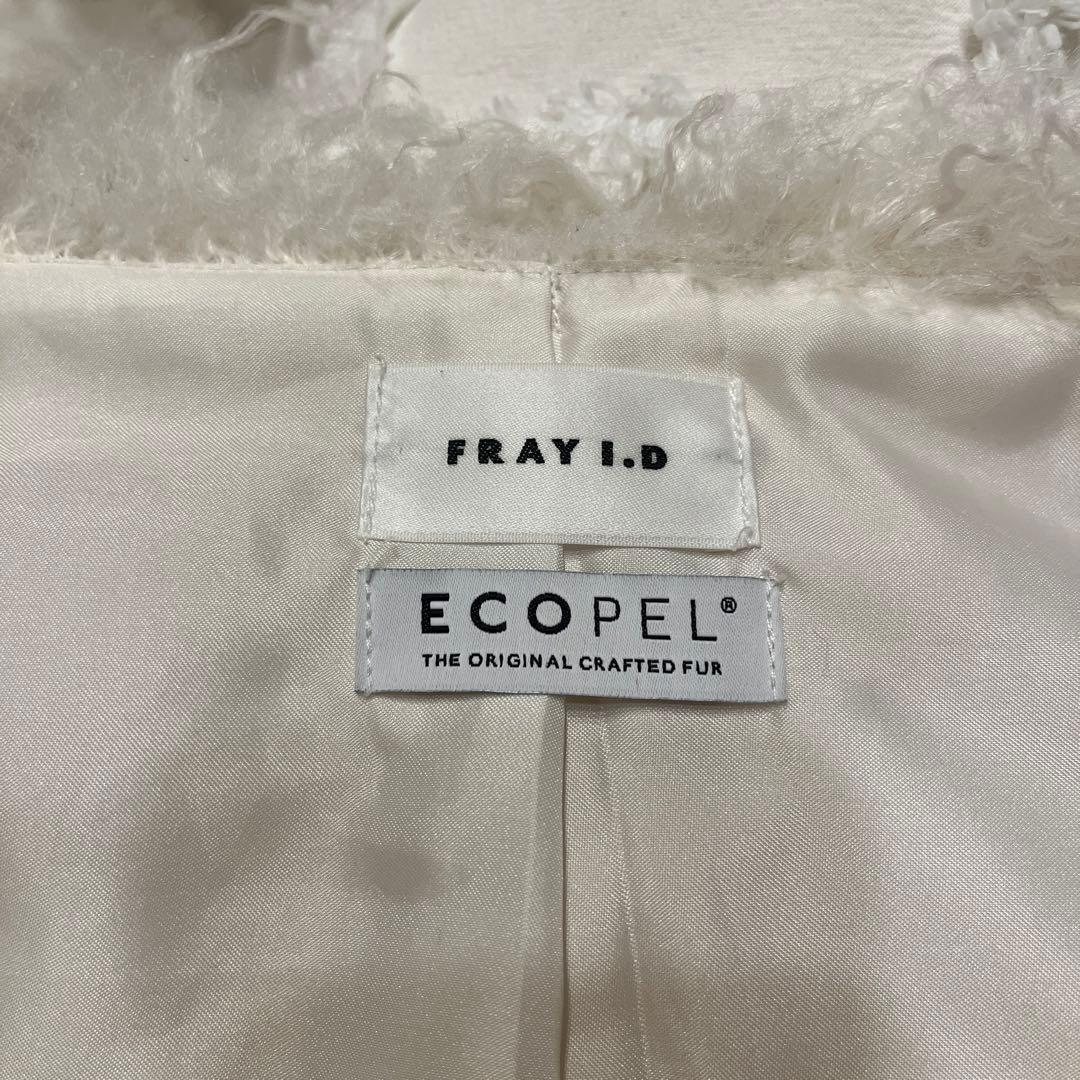 FRAY I.D
ECOPEL®
THE ORIGINAL CRAFTED FUR